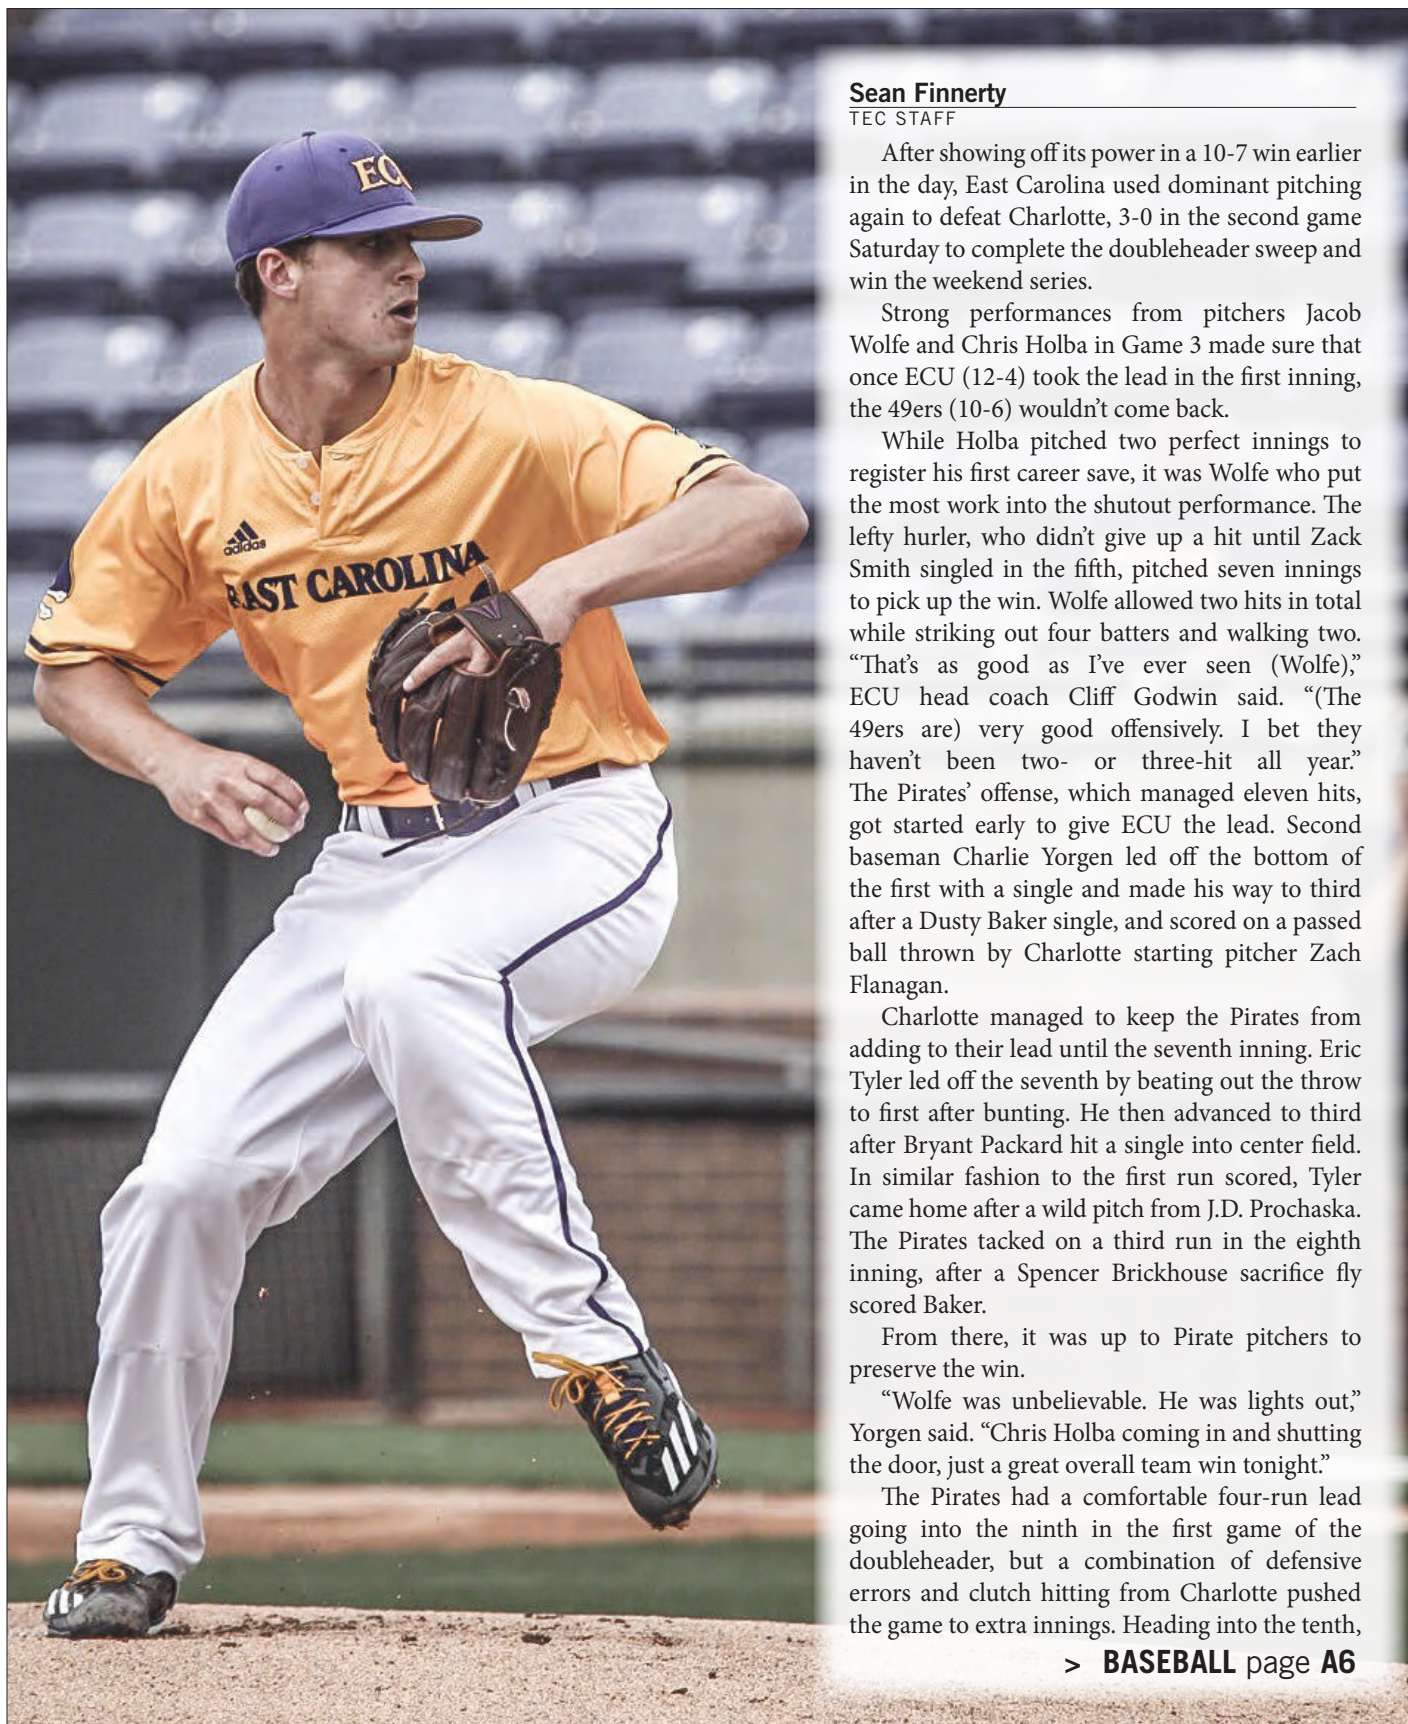 Sean Finnerty
TEC STAFF
After showing off its power in a 10-7 win earlier
in the day, East Carolina used dominant pitching
again to defeat Charlotte, 3-0 in the second game
Saturday to complete the doubleheader sweep and
win the weekend series.
Strong performances from pitchers Jacob
Wolfe and Chris Holba in Game 3 made sure that
once ECU (12-4) took the lead in the first inning,
the 49ers (10-6) wouldn’t come back.
While Holba pitched two perfect innings to
register his first career save, it was Wolfe who put
the most work into the shutout performance. The
lefty hurler, who didn’t give up a hit until Zack
Smith singled in the fifth, pitched seven innings
to pick up the win. Wolfe allowed two hits in total
while striking out four batters and walking two.
“That’s as good as I’ve ever seen (Wolfe),”
ECU head coach Cliff Godwin said. “(The
49ers are) very good offensively. I bet they
haven’t been two- or three-hit all year.”
The Pirates’ offense, which managed eleven hits,
got started early to give ECU the lead. Second
baseman Charlie Yorgen led off the bottom of
the first with a single and made his way to third
after a Dusty Baker single, and scored on a passed
ball thrown by Charlotte starting pitcher Zach
Flanagan.
Charlotte managed to keep the Pirates from
adding to their lead until the seventh inning. Eric
Tyler led off the seventh by beating out the throw
to first after bunting. He then advanced to third
after Bryant Packard hit a single into center field.
In similar fashion to the first run scored, Tyler
came home after a wild pitch from J.D. Prochaska.
The Pirates tacked on a third run in the eighth
inning, after a Spencer Brickhouse sacrifice fly
scored Baker.
From there, it was up to Pirate pitchers to
preserve the win.
“Wolfe was unbelievable. He was lights out,”
Yorgen said. “Chris Holba coming in and shutting
the door, just a great overall team win tonight.”
The Pirates had a comfortable four-run lead
going into the ninth in the first game of the
doubleheader, but a combination of defensive
errors and clutch hitting from Charlotte pushed
the game to extra innings. Heading into the tenth,
> BASEBALL page A6
adidas
EAST CAROLINA